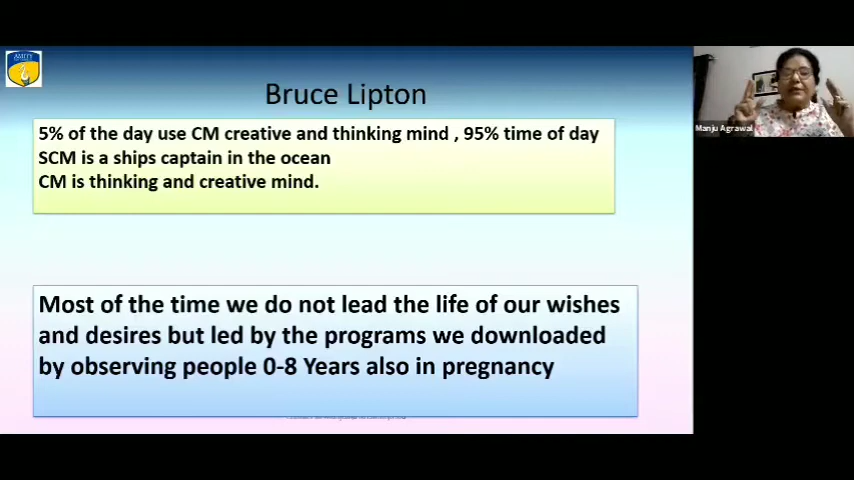 AMITY
Bruce Lipton
5% of the day use CM creative and thinking mind , 95% time of day
SCM is a ships captain in the ocean
CM is thinking and creative mind.
Most of the time we do not lead the life of our wishes
and desires but led by the programs we downloaded
by observing people 0-8 Years also in pregnancy
Manju Agrawal